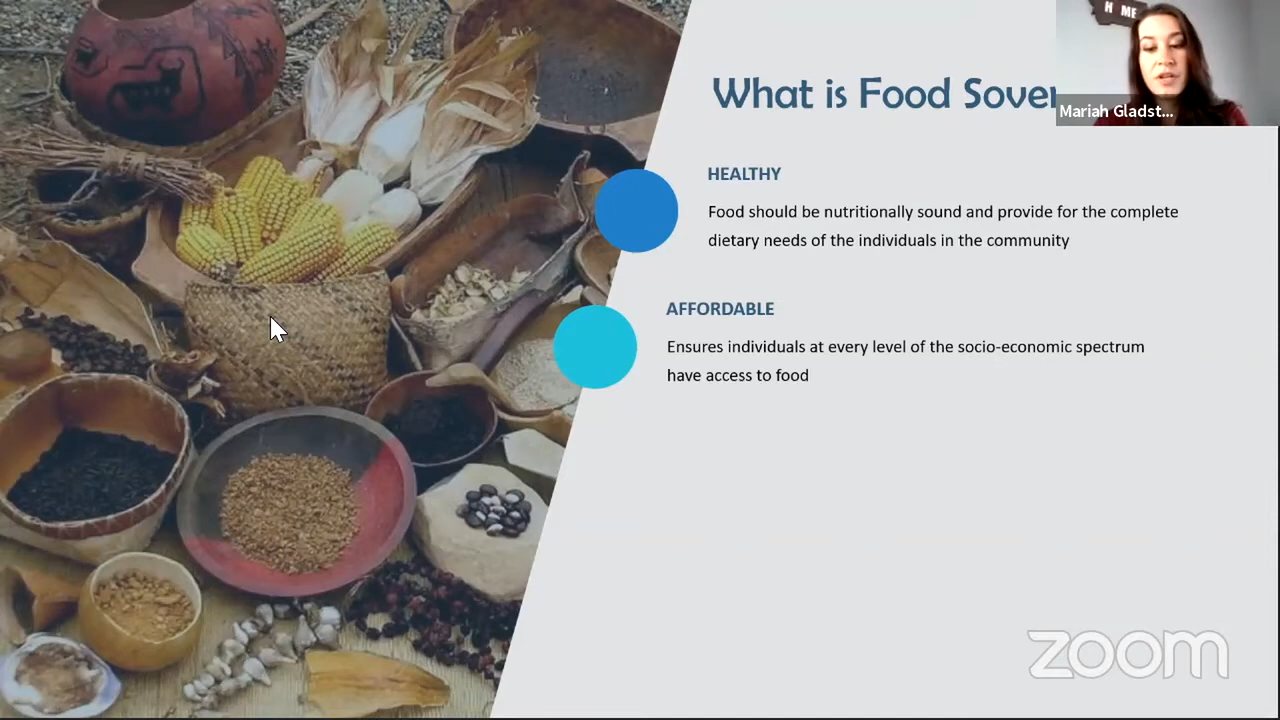 H ME
What is Food Sover
Mariah Gladst...
HEALTHY
Food should be nutritionally sound and provide for the complete
dietary needs of the individuals in the community
AFFORDABLE
Ensures individuals at every level of the socio-economic spectrum
have access to food
zoom